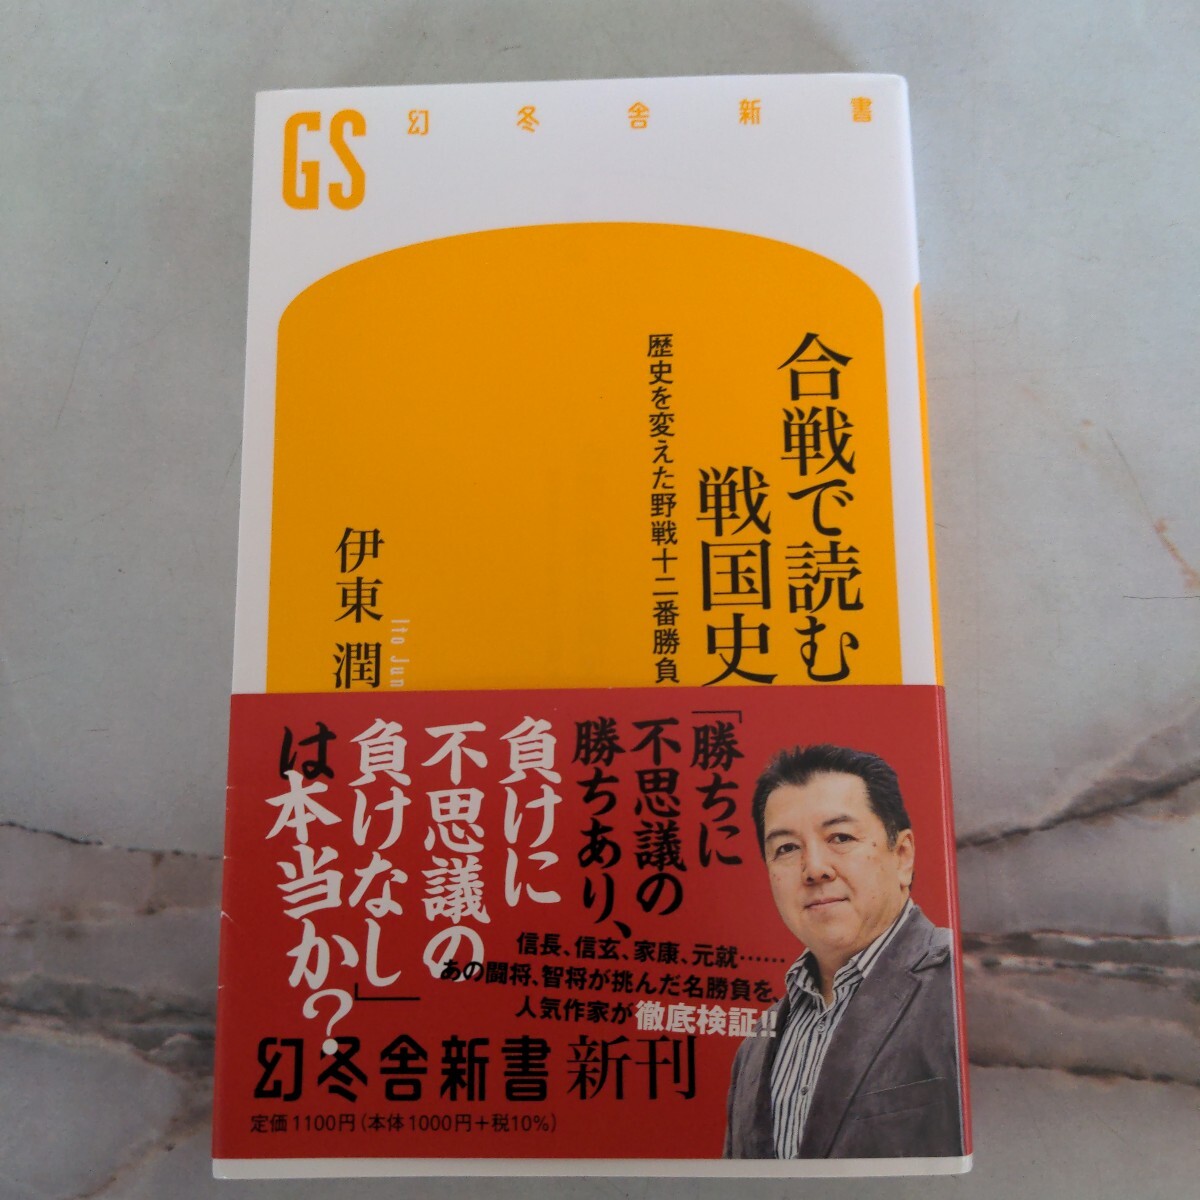 GS
幻冬舎新書
合戦で読む
戦国史
歴史を変えた野戦十二番勝負
伊東 潤
Ito Jun
「勝ちに
不思議の
勝ちあり、
負けに
不思議の
負けなし」
は本当か?
信長、信玄、家康、元就……
あの闘将、智将が挑んだ名勝負を、
人気作家が徹底検証!!
幻冬舎新書 新刊
定価1100円(本体1000円+税10%)